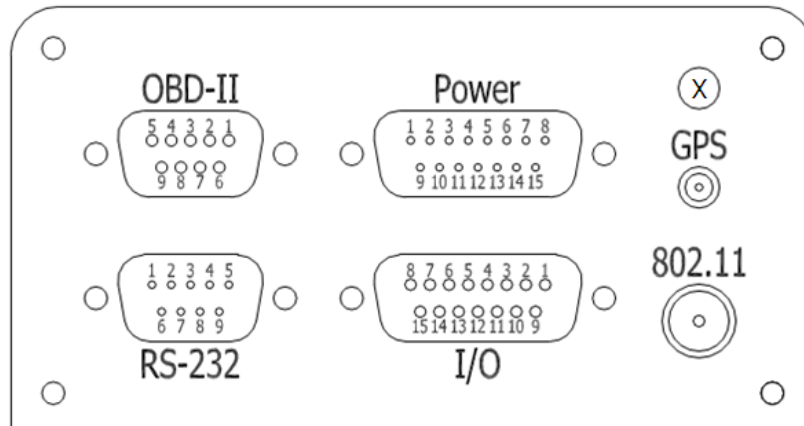 OBD-II
5 4 3 2 1
9 8 7 6
Power
1 2 3 4 5 6 7 8
9 10 11 12 13 14 15
X
GPS
RS-232
1 2 3 4 5
6 7 8 9
I/O
8 7 6 5 4 3 2 1
15 14 13 12 11 10 9
802.11